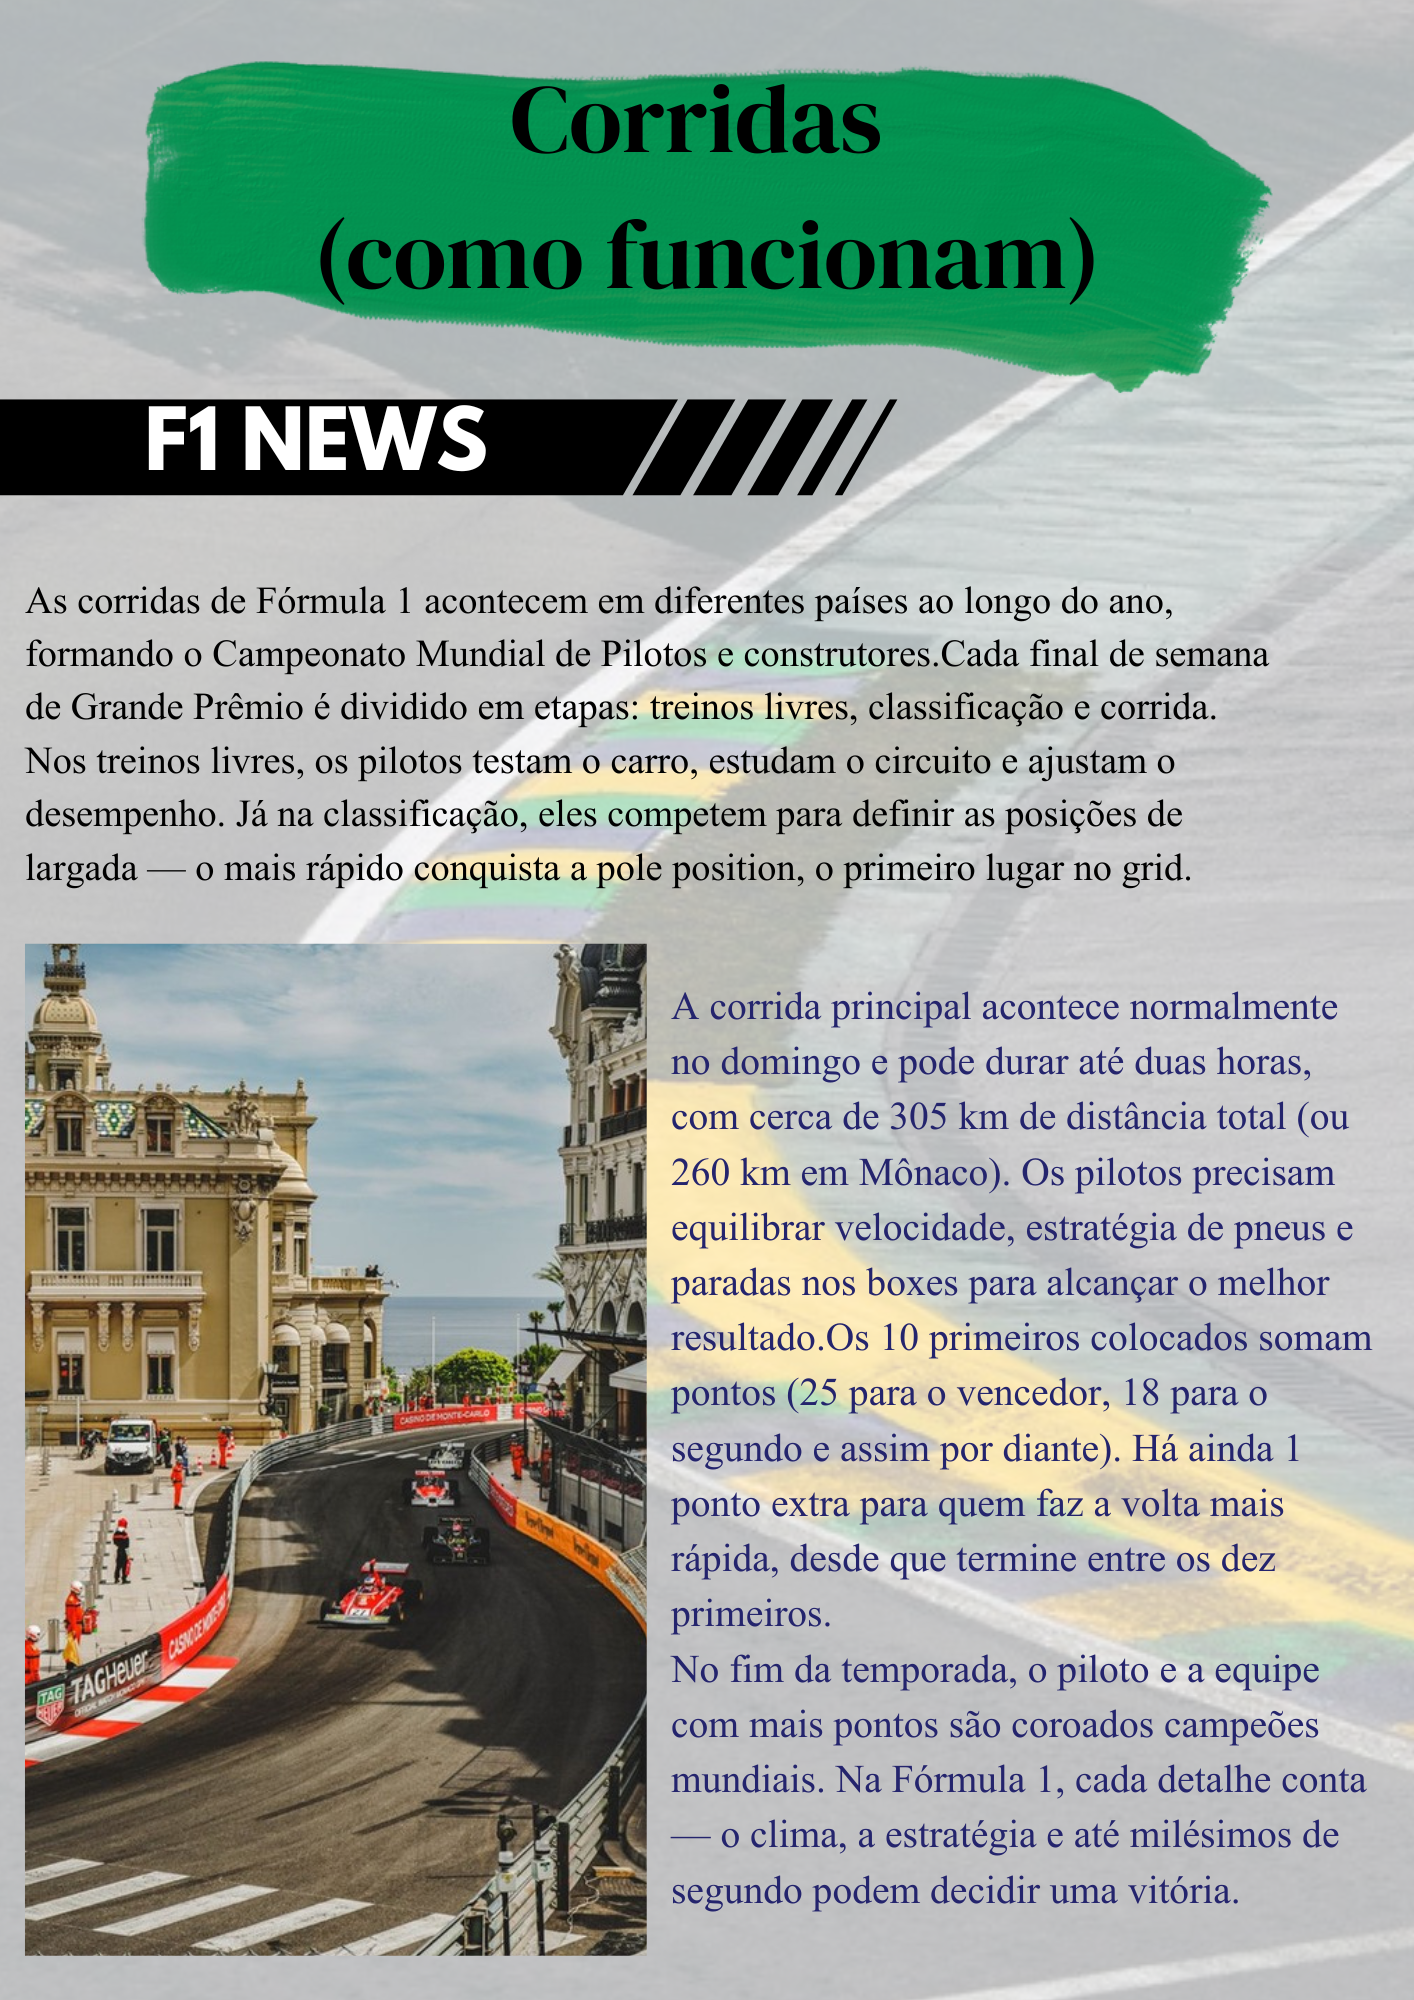 Corridas
(como funcionam)
F1 NEWS
As corridas de Fórmula 1 acontecem em diferentes países ao longo do ano,
formando o Campeonato Mundial de Pilotos e construtores.Cada final de semana
de Grande Prêmio é dividido em etapas: treinos livres, classificação e corrida.
Nos treinos livres, os pilotos testam o carro, estudam o circuito e ajustam o
desempenho. Já na classificação, eles competem para definir as posições de
largada — o mais rápido conquista a pole position, o primeiro lugar no grid.
A corrida principal acontece normalmente
no domingo e pode durar até duas horas,
com cerca de 305 km de distância total (ou
260 km em Mônaco). Os pilotos precisam
equilibrar velocidade, estratégia de pneus e
paradas nos boxes para alcançar o melhor
resultado.Os 10 primeiros colocados somam
pontos (25 para o vencedor, 18 para o
segundo e assim por diante). Há ainda 1
ponto extra para quem faz a volta mais
rápida, desde que termine entre os dez
primeiros.
No fim da temporada, o piloto e a equipe
com mais pontos são coroados campeões
mundiais. Na Fórmula 1, cada detalhe conta
— o clima, a estratégia e até milésimos de
segundo podem decidir uma vitória.
CASINO DE MONTE-CARLO
CASINO DE
TAG HEUER
TAGHeuer